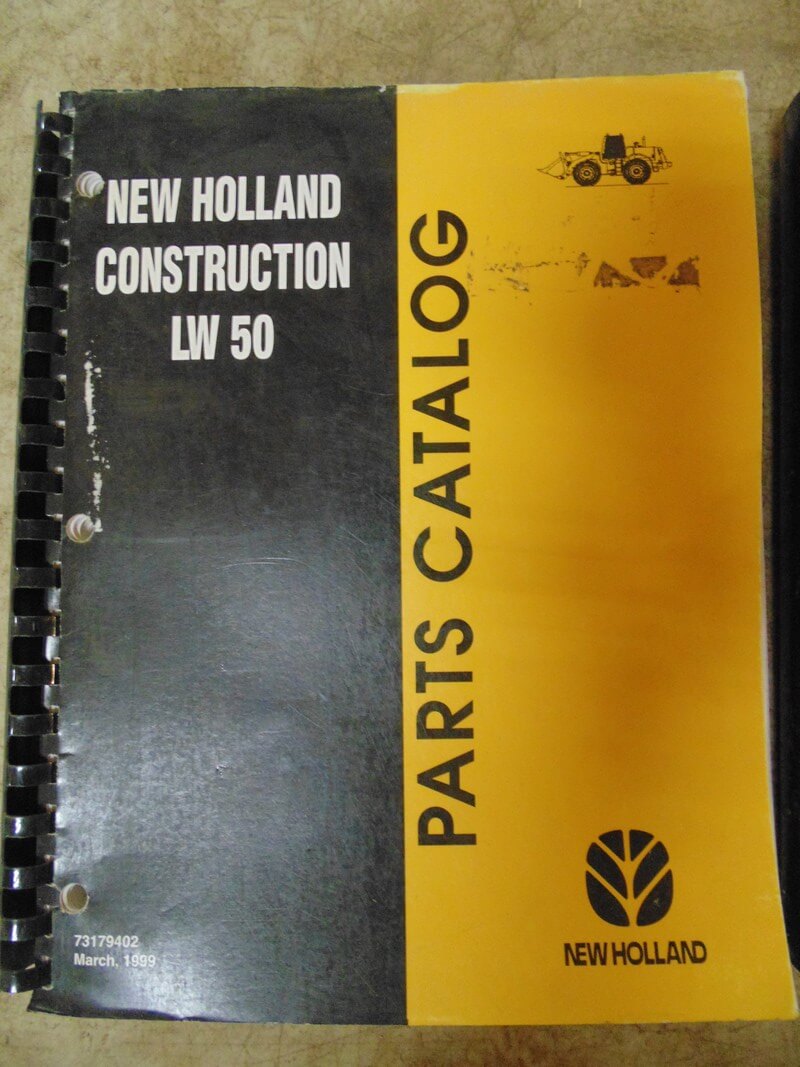 NEW HOLLAND
CONSTRUCTION
LW 50
PARTS CATALOG
73179402
March, 1999
NEW HOLLAND